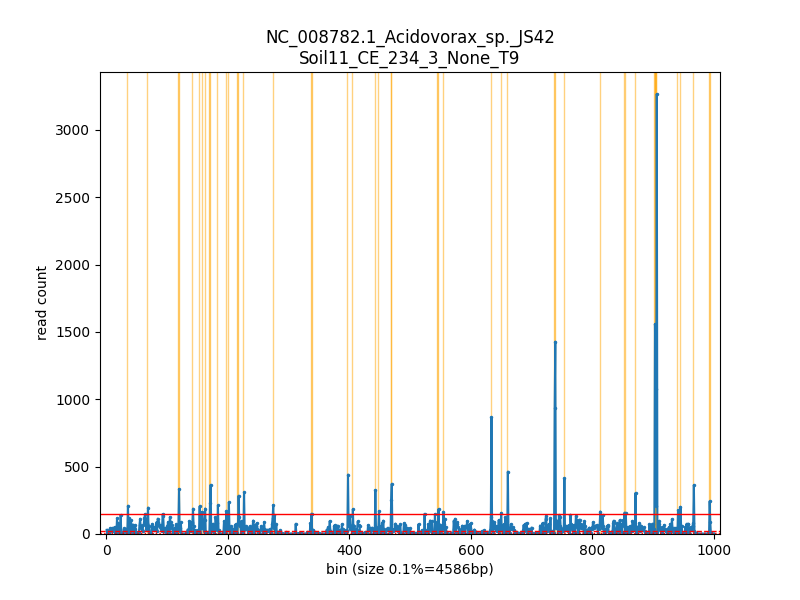 NC_008782.1_Acidovorax_sp._JS42
Soil11_CE_234_3_None_T9
3000
2500
2000
1500
1000
500
0
read count
0 200 400 600 800 1000
bin (size 0.1%=4586bp)